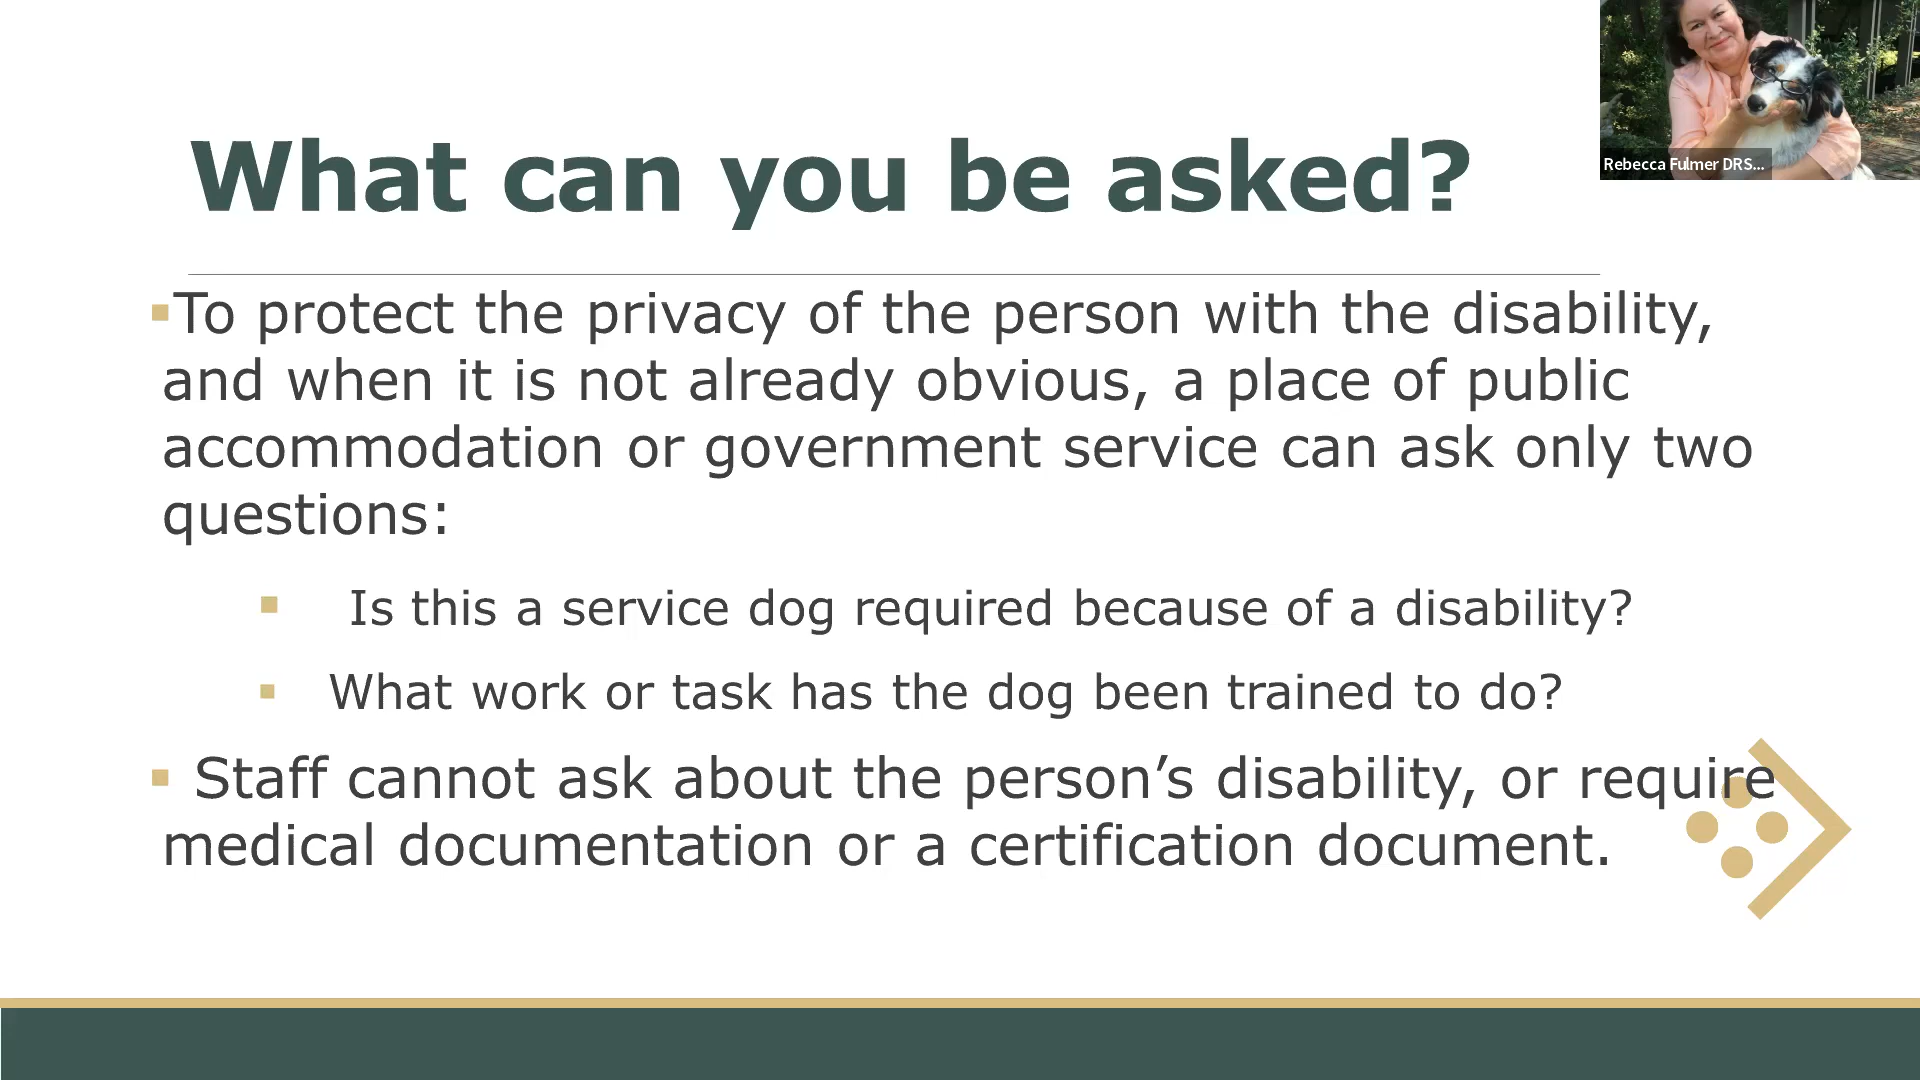 What can you be asked?
Rebecca Fulmer DRS...
▪To protect the privacy of the person with the disability,
and when it is not already obvious, a place of public
accommodation or government service can ask only two
questions:
▪ Is this a service dog required because of a disability?
▪ What work or task has the dog been trained to do?
▪ Staff cannot ask about the person’s disability, or require
medical documentation or a certification document.